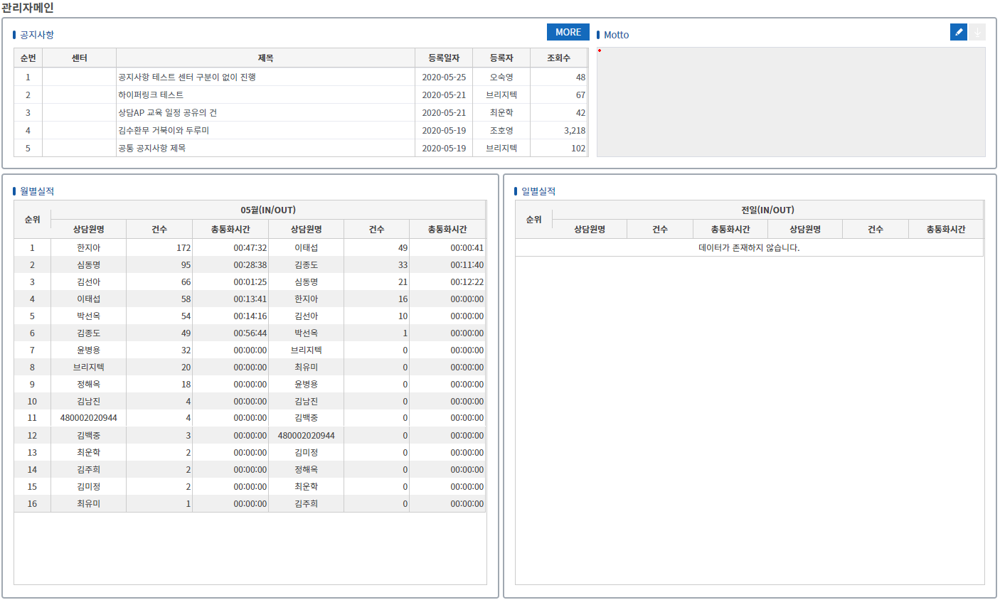 관리자메인
공지사항
MORE
순번 센터 제목 등록일자 등록자 조회수
1 공지사항 테스트 센터 구분이 없이 진행 2020-05-25 오숙영 48
2 하이퍼링크 테스트 2020-05-21 브리지텍 67
3 상담AP 교육 일정 공유의 건 2020-05-21 최운학 42
4 김수환무 거북이와 두루미 2020-05-19 조호영 3,218
5 공통 공지사항 제목 2020-05-19 브리지텍 102
Motto
월별실적
순위 05월(IN/OUT)
상담원명 건수 총통화시간 상담원명 건수 총통화시간
1 한지아 172 00:47:32 이태섭 49 00:00:41
2 심동명 95 00:28:38 김종도 33 00:11:40
3 김선아 66 00:01:25 심동명 21 00:12:22
4 이태섭 58 00:13:41 한지아 16 00:00:00
5 박선옥 54 00:14:16 김선아 10 00:00:00
6 김종도 49 00:56:44 박선옥 1 00:00:00
7 윤병용 32 00:00:00 브리지텍 0 00:00:00
8 브리지텍 20 00:00:00 최유미 0 00:00:00
9 정해옥 18 00:00:00 윤병용 0 00:00:00
10 김남진 4 00:00:00 김남진 0 00:00:00
11 480002020944 4 00:00:00 김백중 0 00:00:00
12 김백중 3 00:00:00 480002020944 0 00:00:00
13 최운학 2 00:00:00 김미정 0 00:00:00
14 김주희 2 00:00:00 정해옥 0 00:00:00
15 김미정 2 00:00:00 최운학 0 00:00:00
16 최유미 1 00:00:00 김주희 0 00:00:00
일별실적
순위 전일(IN/OUT)
상담원명 건수 총통화시간 상담원명 건수 총통화시간
데이터가 존재하지 않습니다.